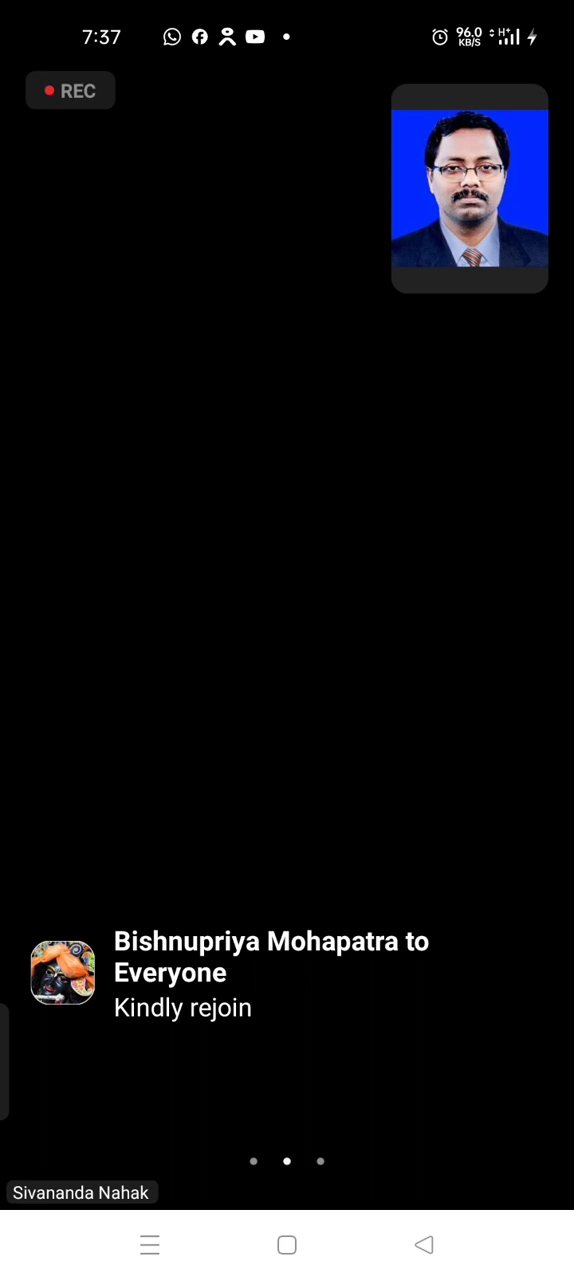 7:37
96.0
KB/S
H+
REC
Bishnupriya Mohapatra to
Everyone
Kindly rejoin
Sivananda Nahak